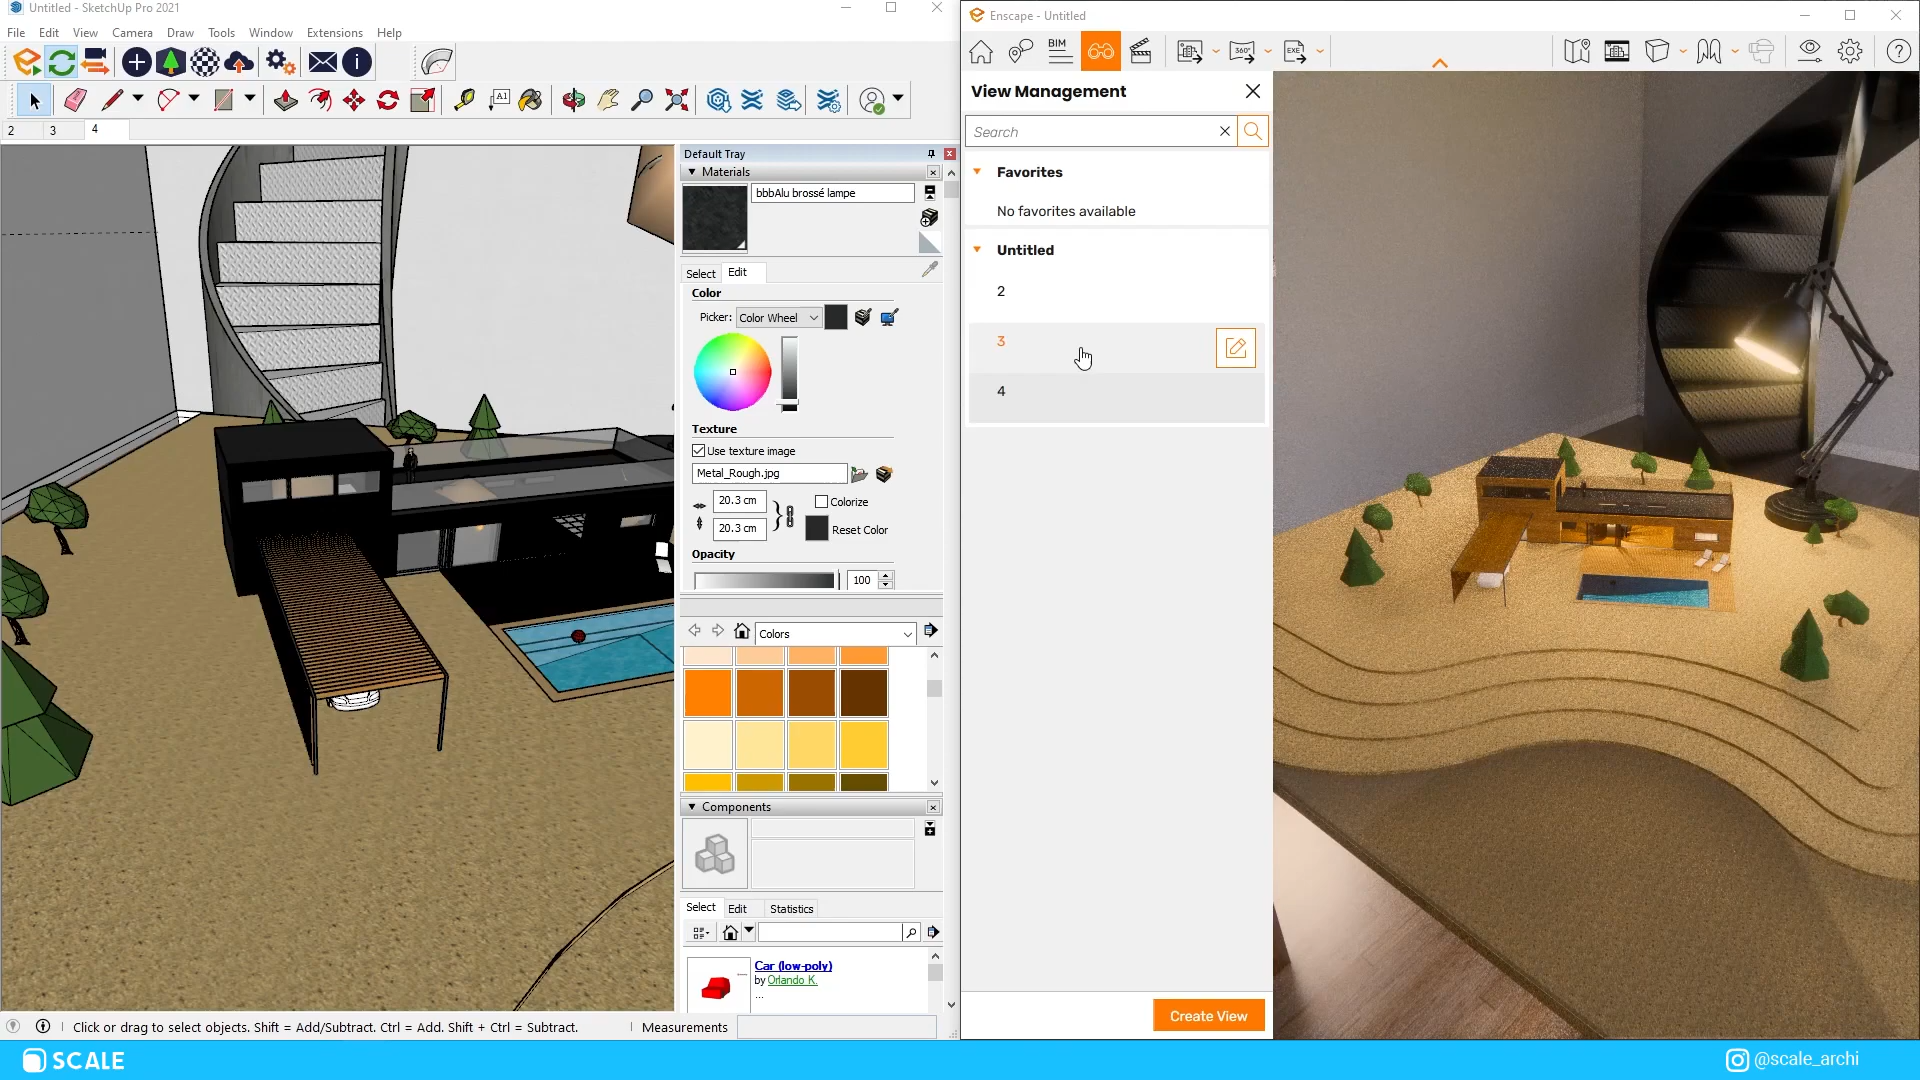 Untitled - SketchUp Pro 2021
File Edit View Camera Draw Tools Window Extensions Help
A1
2 3 4
Default Tray
Materials
bbbAlu brossé lampe
Select Edit
Color
Picker: Color Wheel
Texture
Use texture image
Metal_Rough.jpg
20.3 cm
Colorize
20.3 cm
Reset Color
Opacity
100
Colors
Components
Select Edit Statistics
Car (low-poly)
by Orlando K.
...
Click or drag to select objects. Shift = Add/Subtract. Ctrl = Add. Shift + Ctrl = Subtract.
Measurements
Enscape - Untitled
BIM
360°
EXE
View Management
Search
Favorites
No favorites available
Untitled
2
3
4
Create View
SCALE
@scale_archi